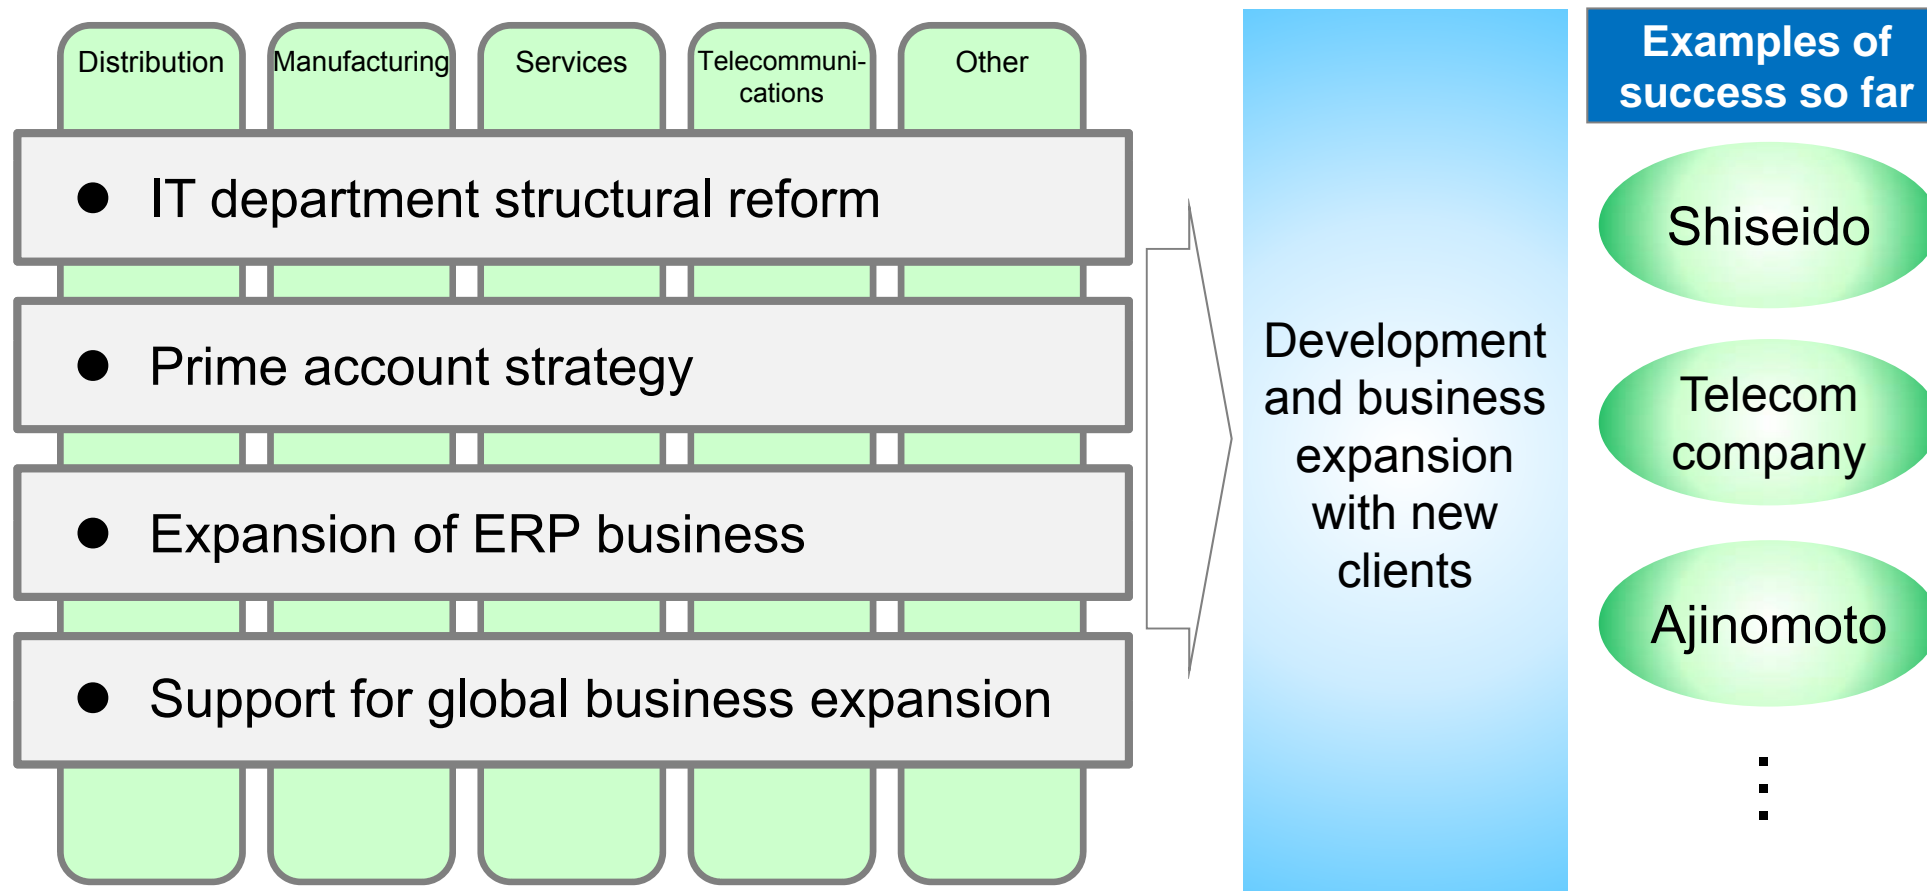 Distribution
Manufacturing
Services
Telecommuni-
cations
Other
● IT department structural reform
● Prime account strategy
● Expansion of ERP business
● Support for global business expansion
Development
and business
expansion
with new
clients
Examples of
success so far
Shiseido
Telecom
company
Ajinomoto